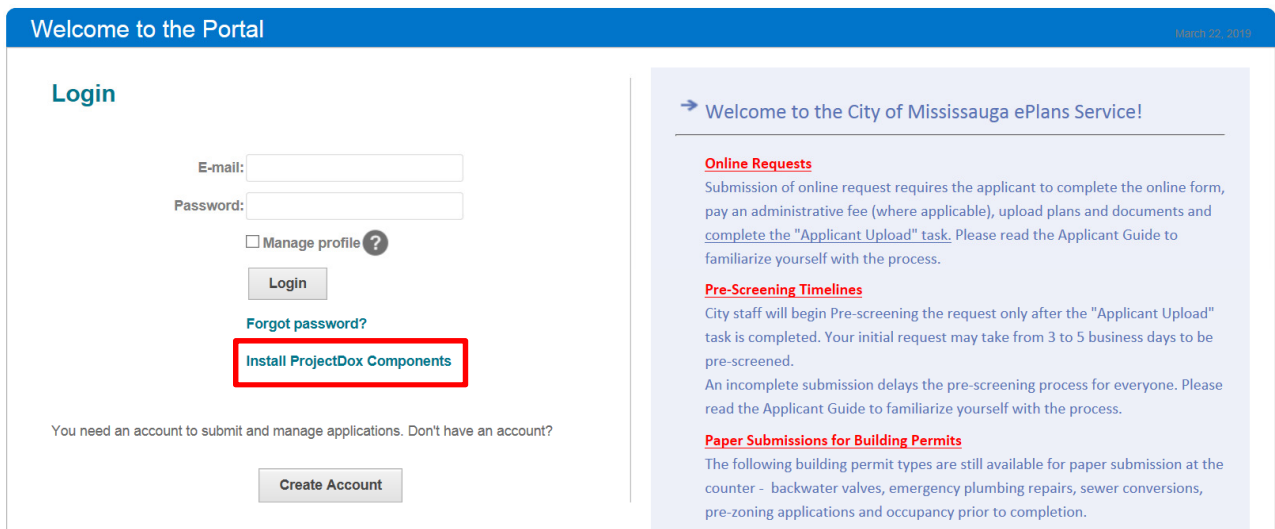 Welcome to the Portal
March 22, 2019
Login
E-mail:
Password:
Manage profile ?
Login
Forgot password?
Install ProjectDox Components
You need an account to submit and manage applications. Don't have an account?
Create Account
Welcome to the City of Mississauga ePlans Service!
Online Requests
Submission of online request requires the applicant to complete the online form,
pay an administrative fee (where applicable), upload plans and documents and
complete the "Applicant Upload" task. Please read the Applicant Guide to
familiarize yourself with the process.
Pre-Screening Timelines
City staff will begin Pre-screening the request only after the "Applicant Upload"
task is completed. Your initial request may take from 3 to 5 business days to be
pre-screened.
An incomplete submission delays the pre-screening process for everyone. Please
read the Applicant Guide to familiarize yourself with the process.
Paper Submissions for Building Permits
The following building permit types are still available for paper submission at the
counter - backwater valves, emergency plumbing repairs, sewer conversions,
pre-zoning applications and occupancy prior to completion.